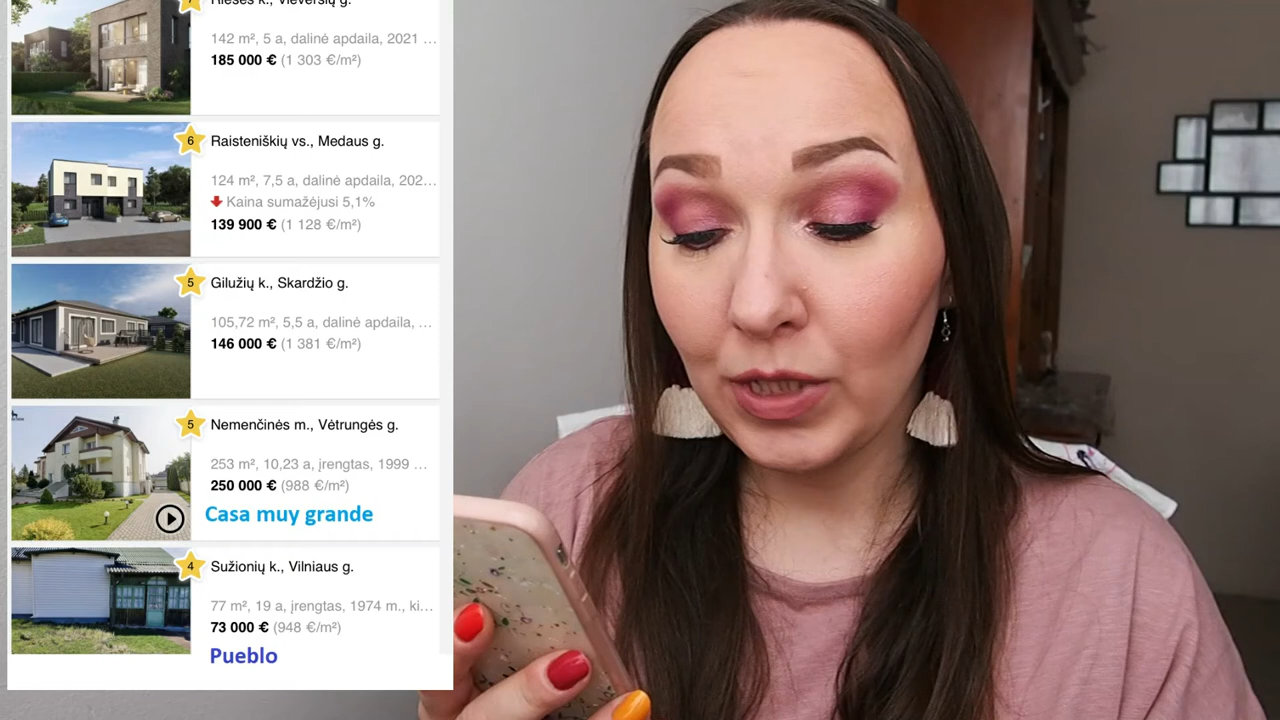 Riešės k., Vieversių g.
142 m², 5 a, dalinė apdaila, 2021 ...
185 000 € (1 303 €/m²)
6
Raisteniškių vs., Medaus g.
124 m², 7,5 a, dalinė apdaila, 202...
Kaina sumažėjusi 5,1%
139 900 € (1 128 €/m²)
5
Gilužių k., Skardžio g.
105,72 m², 5,5 a, dalinė apdaila, ...
146 000 € (1 381 €/m²)
5
Nemenčinės m., Vėtrungės g.
253 m², 10,23 a, įrengtas, 1999 ...
250 000 € (988 €/m²)
Casa muy grande
4
Sužionių k., Vilniaus g.
77 m², 19 a, įrengtas, 1974 m., ki...
73 000 € (948 €/m²)
Pueblo